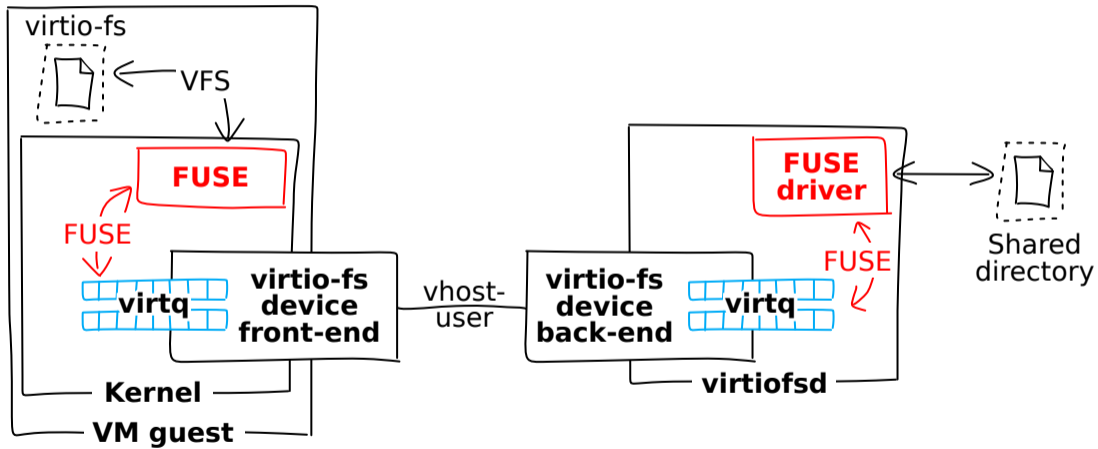 virtio-fs
VFS
FUSE
FUSE
virtq
virtio-fs
device
front-end
Kernel
VM guest
vhost-
user
virtio-fs
device
back-end
virtq
FUSE
driver
FUSE
virtiofsd
Shared
directory